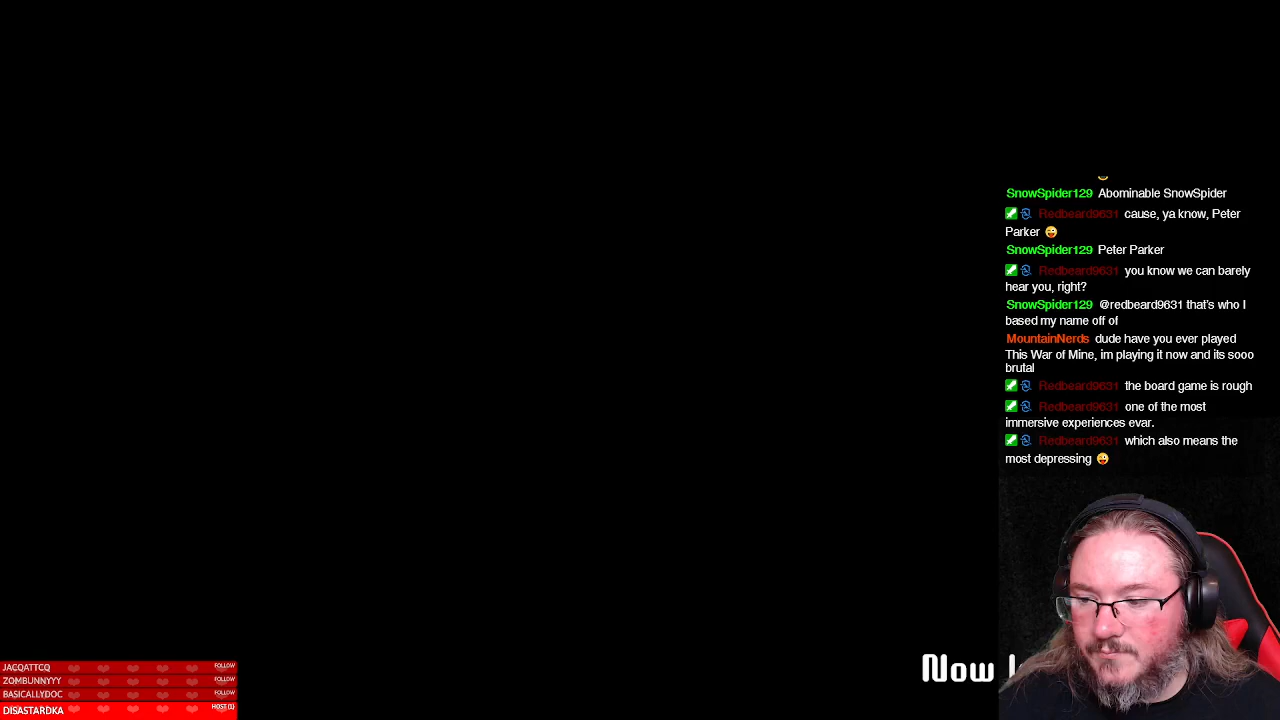 SnowSpider129 Abominable SnowSpider
Redbeard9631 cause, ya know, Peter
Parker
SnowSpider129 Peter Parker
Redbeard9631 you know we can barely
hear you, right?
SnowSpider129 @redbeard9631 that's who I
based my name off of
MountainNerds dude have you ever played
This War of Mine, im playing it now and its sooo
brutal
Redbeard9631 the board game is rough
Redbeard9631 one of the most
immersive experiences evar.
Redbeard9631 which also means the
most depressing
Now
JACQATTCQ FOLLOW
ZOMBUNNYYY FOLLOW
BASICALLYDOC FOLLOW
DISASTARDKA HOST (1)